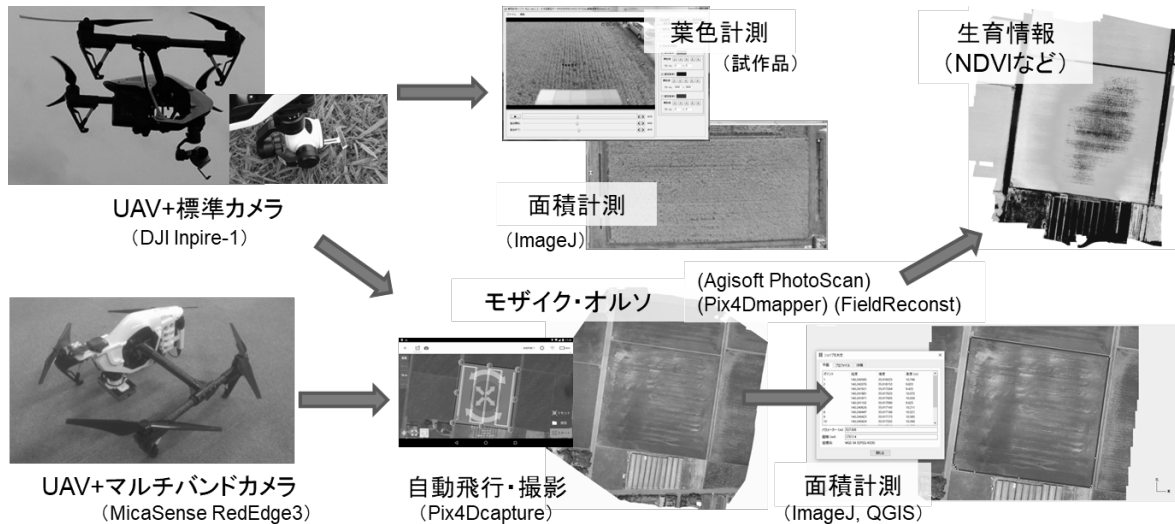 葉色計測
（試作品）
生育情報
（NDVIなど）
UAV+標準カメラ
（DJI Inpire-1）
面積計測
（ImageJ）
(Agisoft PhotoScan)
(Pix4Dmapper) (FieldReconst)
モザイク・オルソ
UAV+マルチバンドカメラ
（MicaSense RedEdge3）
自動飛行・撮影
（Pix4Dcapture）
面積計測
（ImageJ, QGIS）